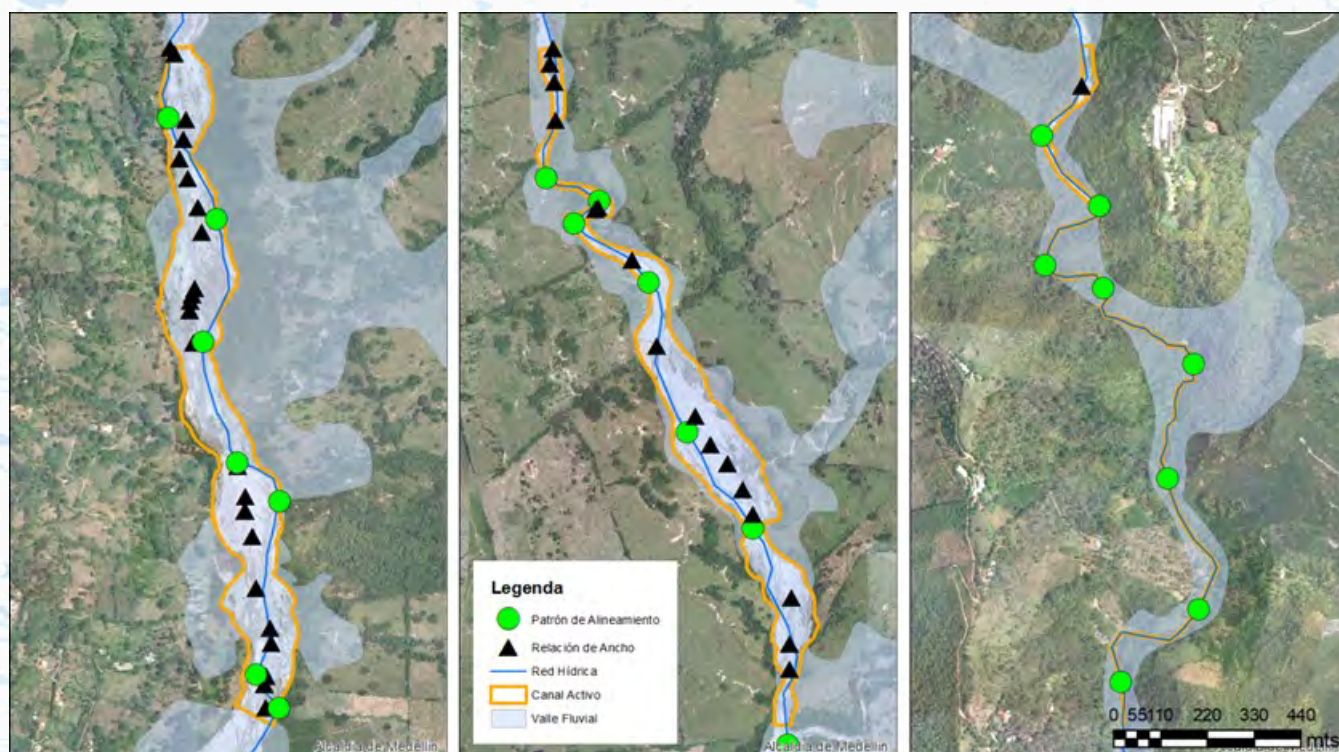 Legenda
Patrón de Alineamiento
Relación de Ancho
Red Hídrica
Canal Activo
Valle Fluvial
Alcaldía de Medellín
Alcaldía de Medellín
0 55110 220 330 440
mts